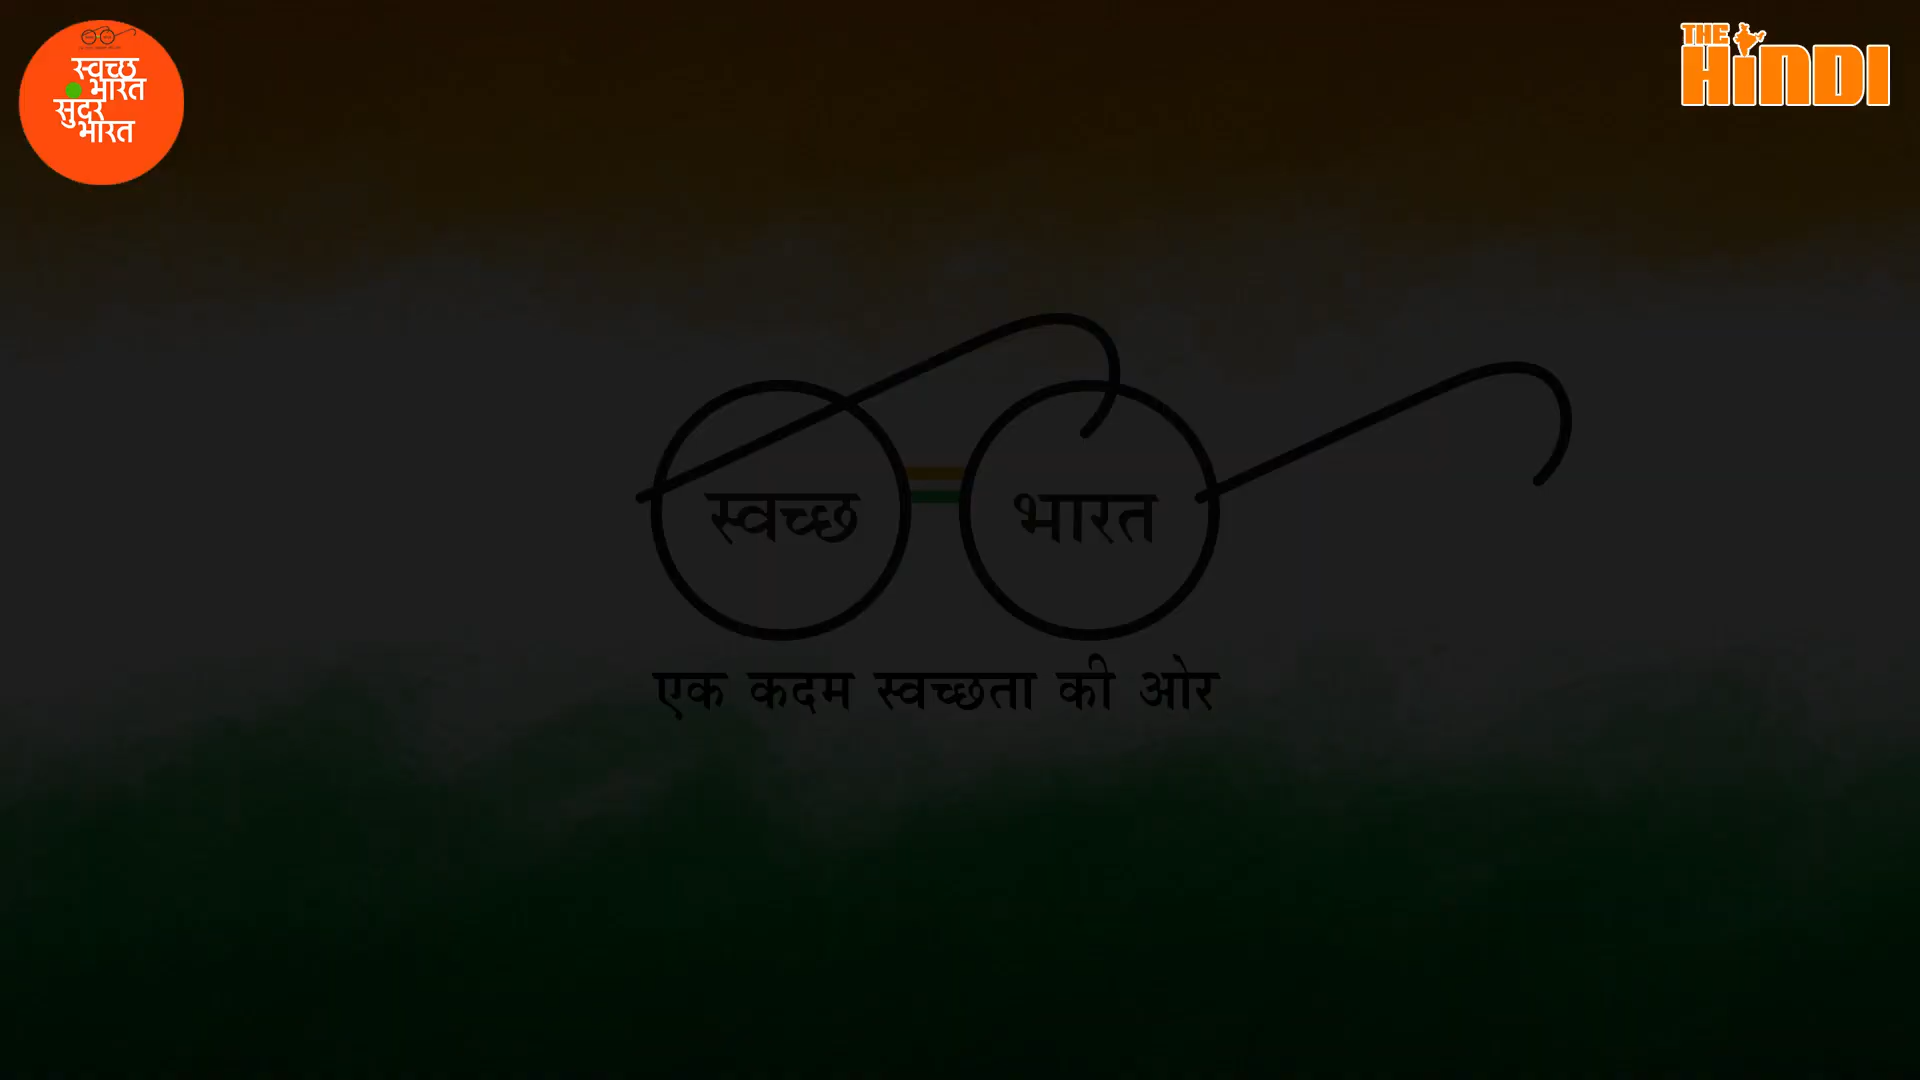 स्वच्छ
भारत
सुंदर
भारत
THE
HINDI
स्वच्छ भारत
एक कदम स्वच्छता की ओर